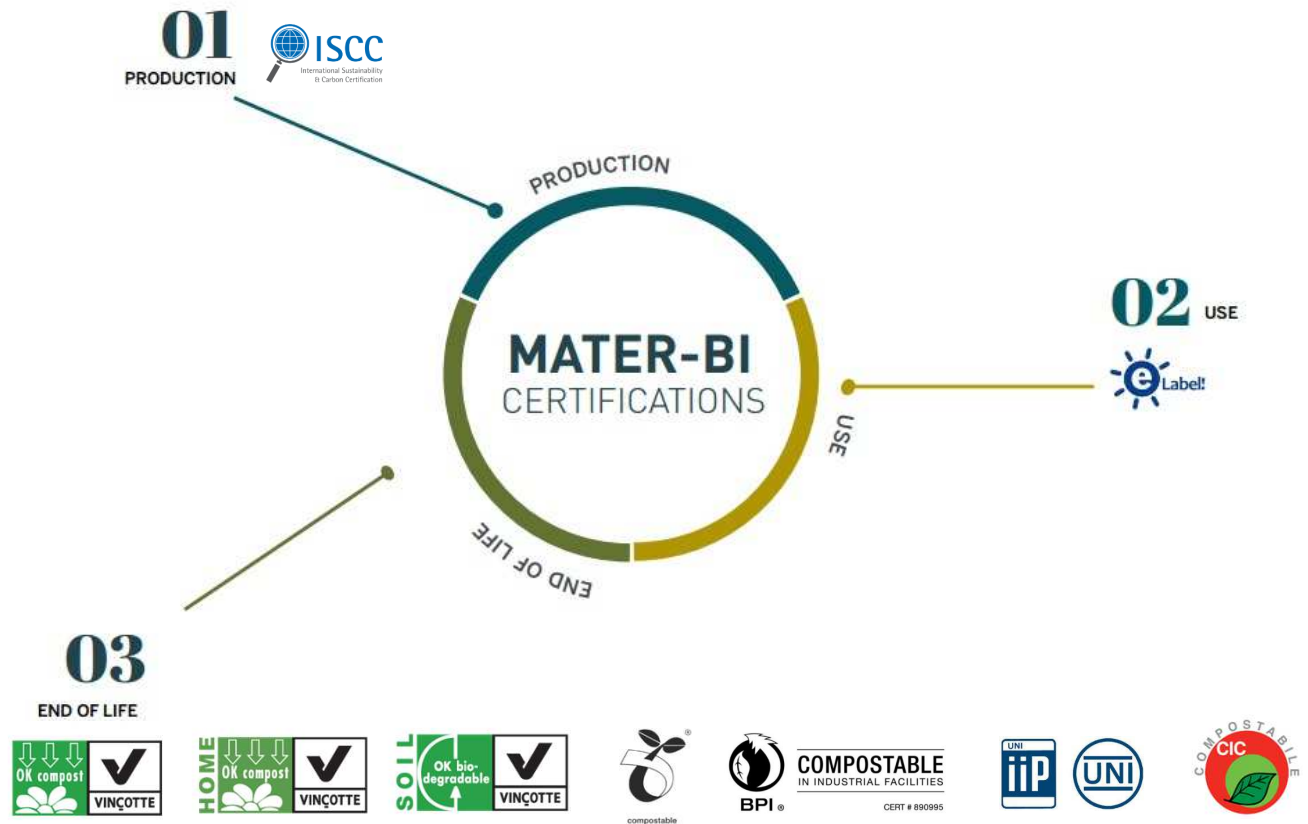 01
PRODUCTION
ISCC
International Sustainability
& Carbon Certification
PRODUCTION
MATER-BI
CERTIFICATIONS
02
USE
e Label!
USE
END OF LIFE
03
END OF LIFE
OK compost
VINÇOTTE
HOME
OK compost
VINÇOTTE
SOIL
OK bio-
degradable
VINÇOTTE
®
compostable
BPI ®
COMPOSTABLE
IN INDUSTRIAL FACILITIES
CERT # 890995
UNI
iiP
UNI
COMPOSTABILE
CIC